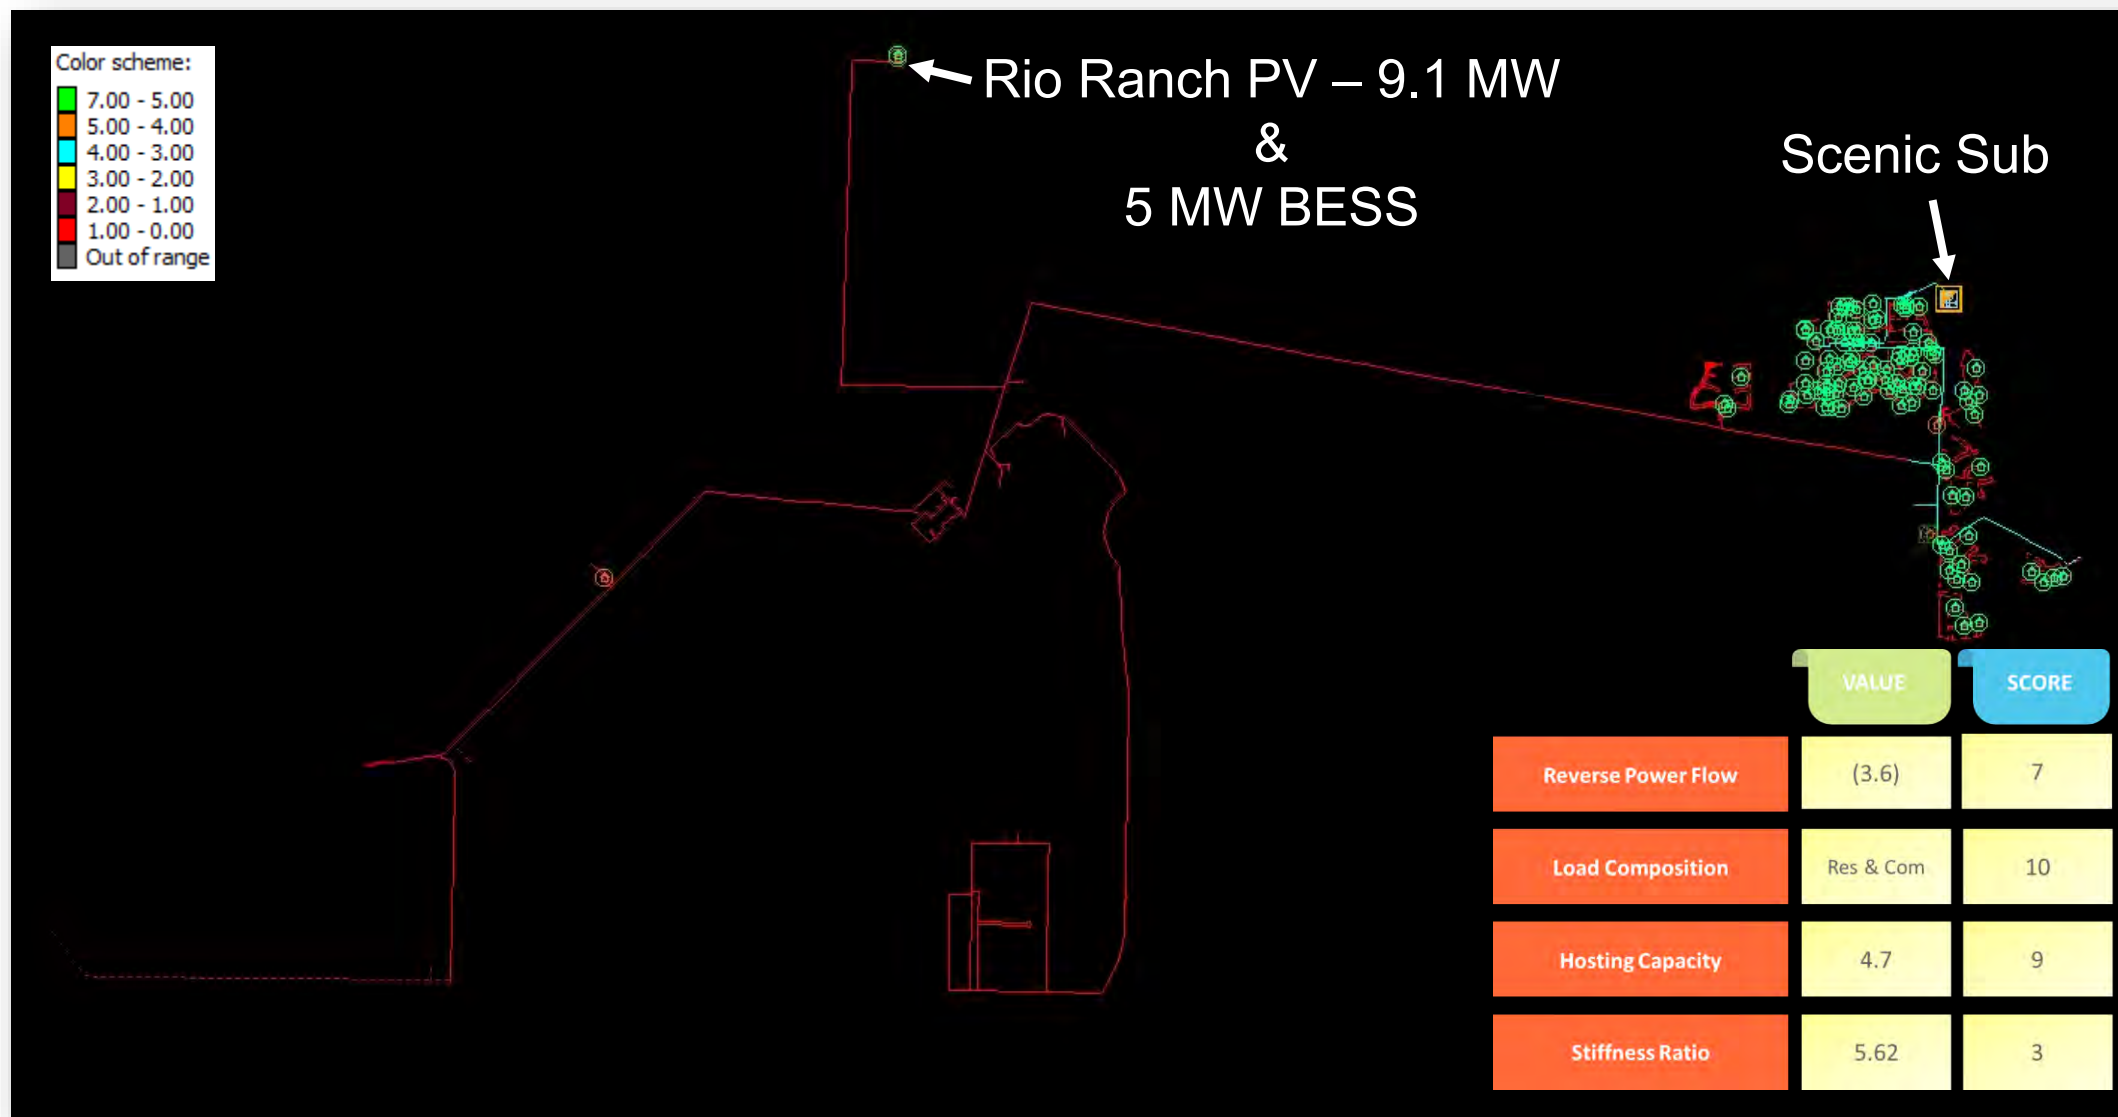 Color scheme:
7.00 - 5.00
5.00 - 4.00
4.00 - 3.00
3.00 - 2.00
2.00 - 1.00
1.00 - 0.00
Out of range
Rio Ranch PV – 9.1 MW
&
5 MW BESS
Scenic Sub
VALUE SCORE
Reverse Power Flow (3.6) 7
Load Composition Res & Com 10
Hosting Capacity 4.7 9
Stiffness Ratio 5.62 3